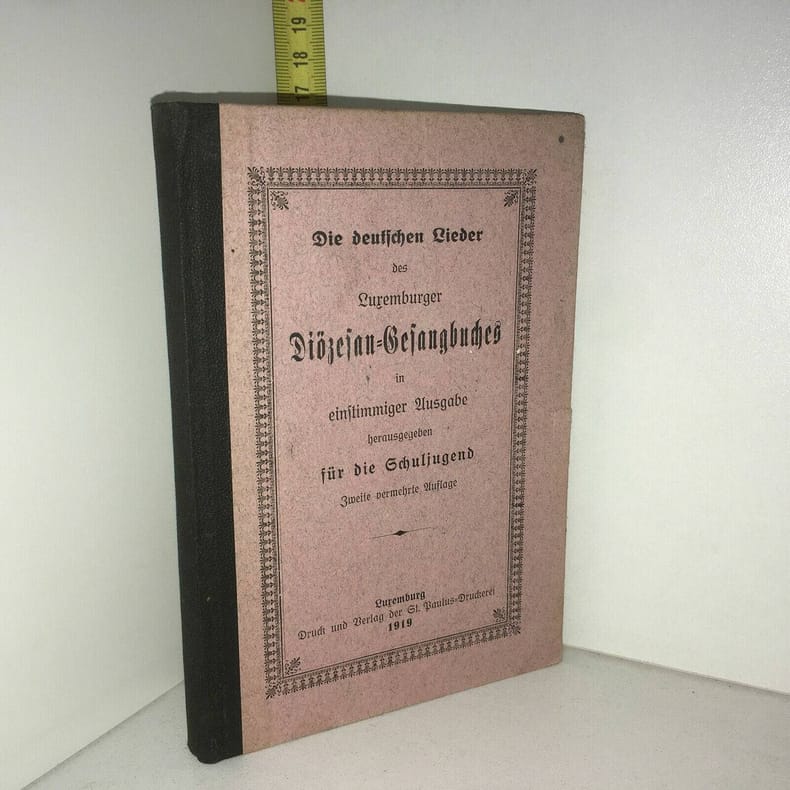 17 18 19
Die deutschen Lieder
des
Luxemburger
Diözesan=Gesangbuches
in
einstimmiger Ausgabe
herausgegeben
für die Schuljugend
Zweite vermehrte Auflage
Luxemburg
Druck und Verlag der St. Paulus=Druckerei
1919